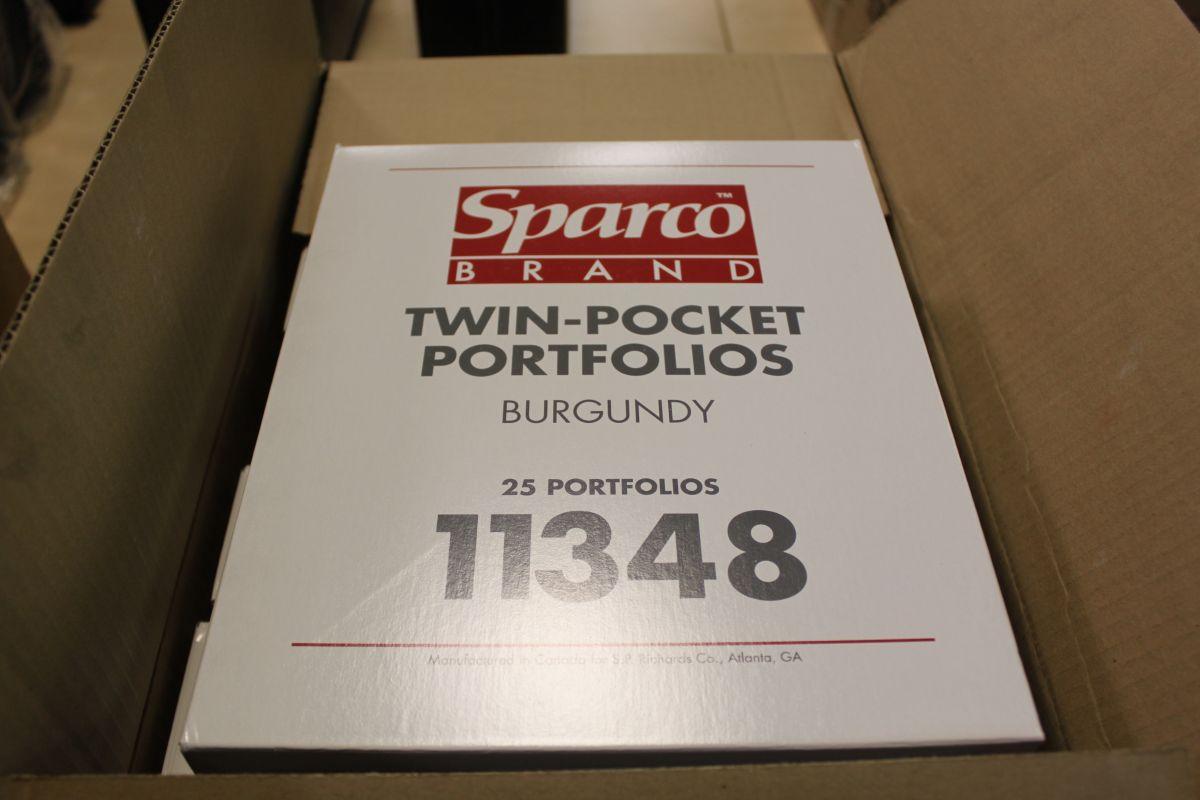 Sparco™
BRAND
TWIN-POCKET
PORTFOLIOS
BURGUNDY
25 PORTFOLIOS
11348
Manufactured in Canada for S.P. Richards Co., Atlanta, GA